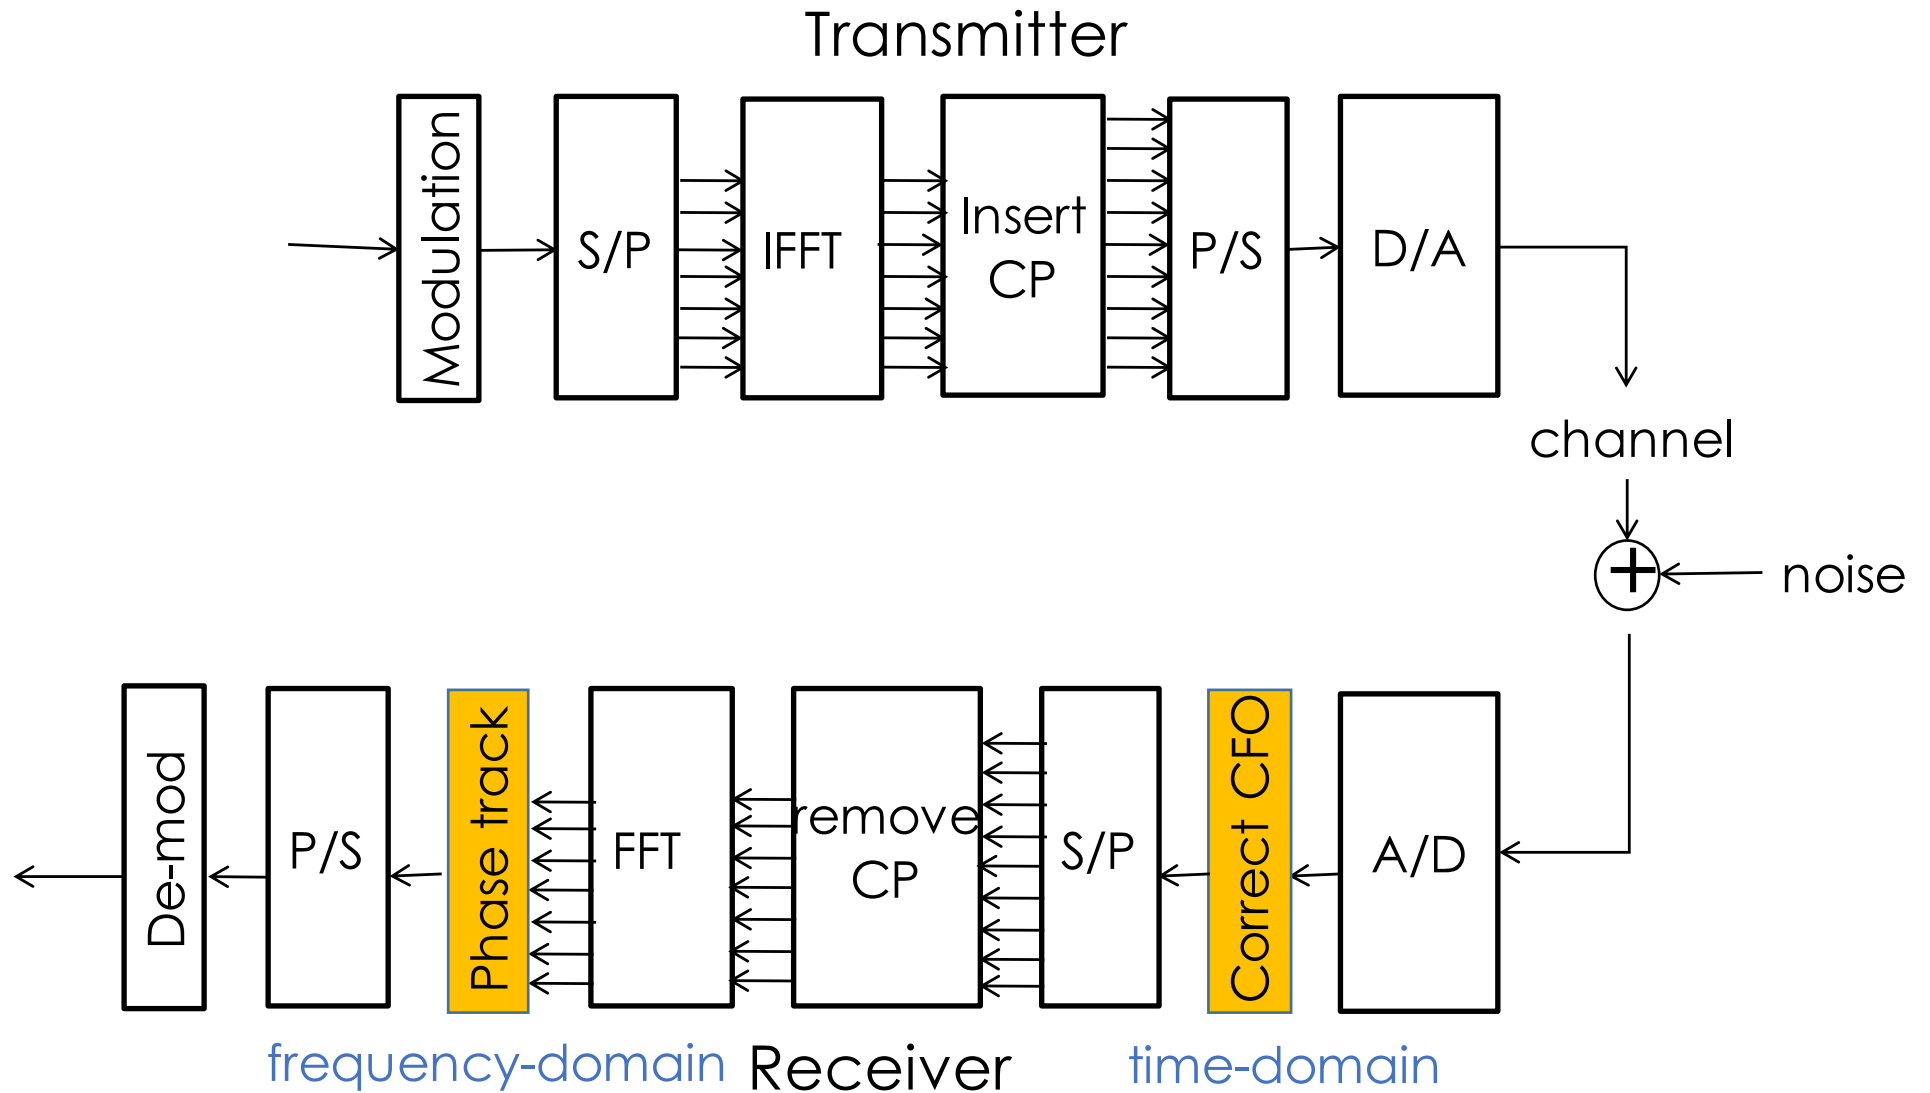 Transmitter
Modulation
S/P
IFFT
Insert
CP
P/S
D/A
channel
+
noise
De-mod
P/S
Phase track
FFT
remove
CP
S/P
Correct CFO
A/D
frequency-domain
Receiver
time-domain